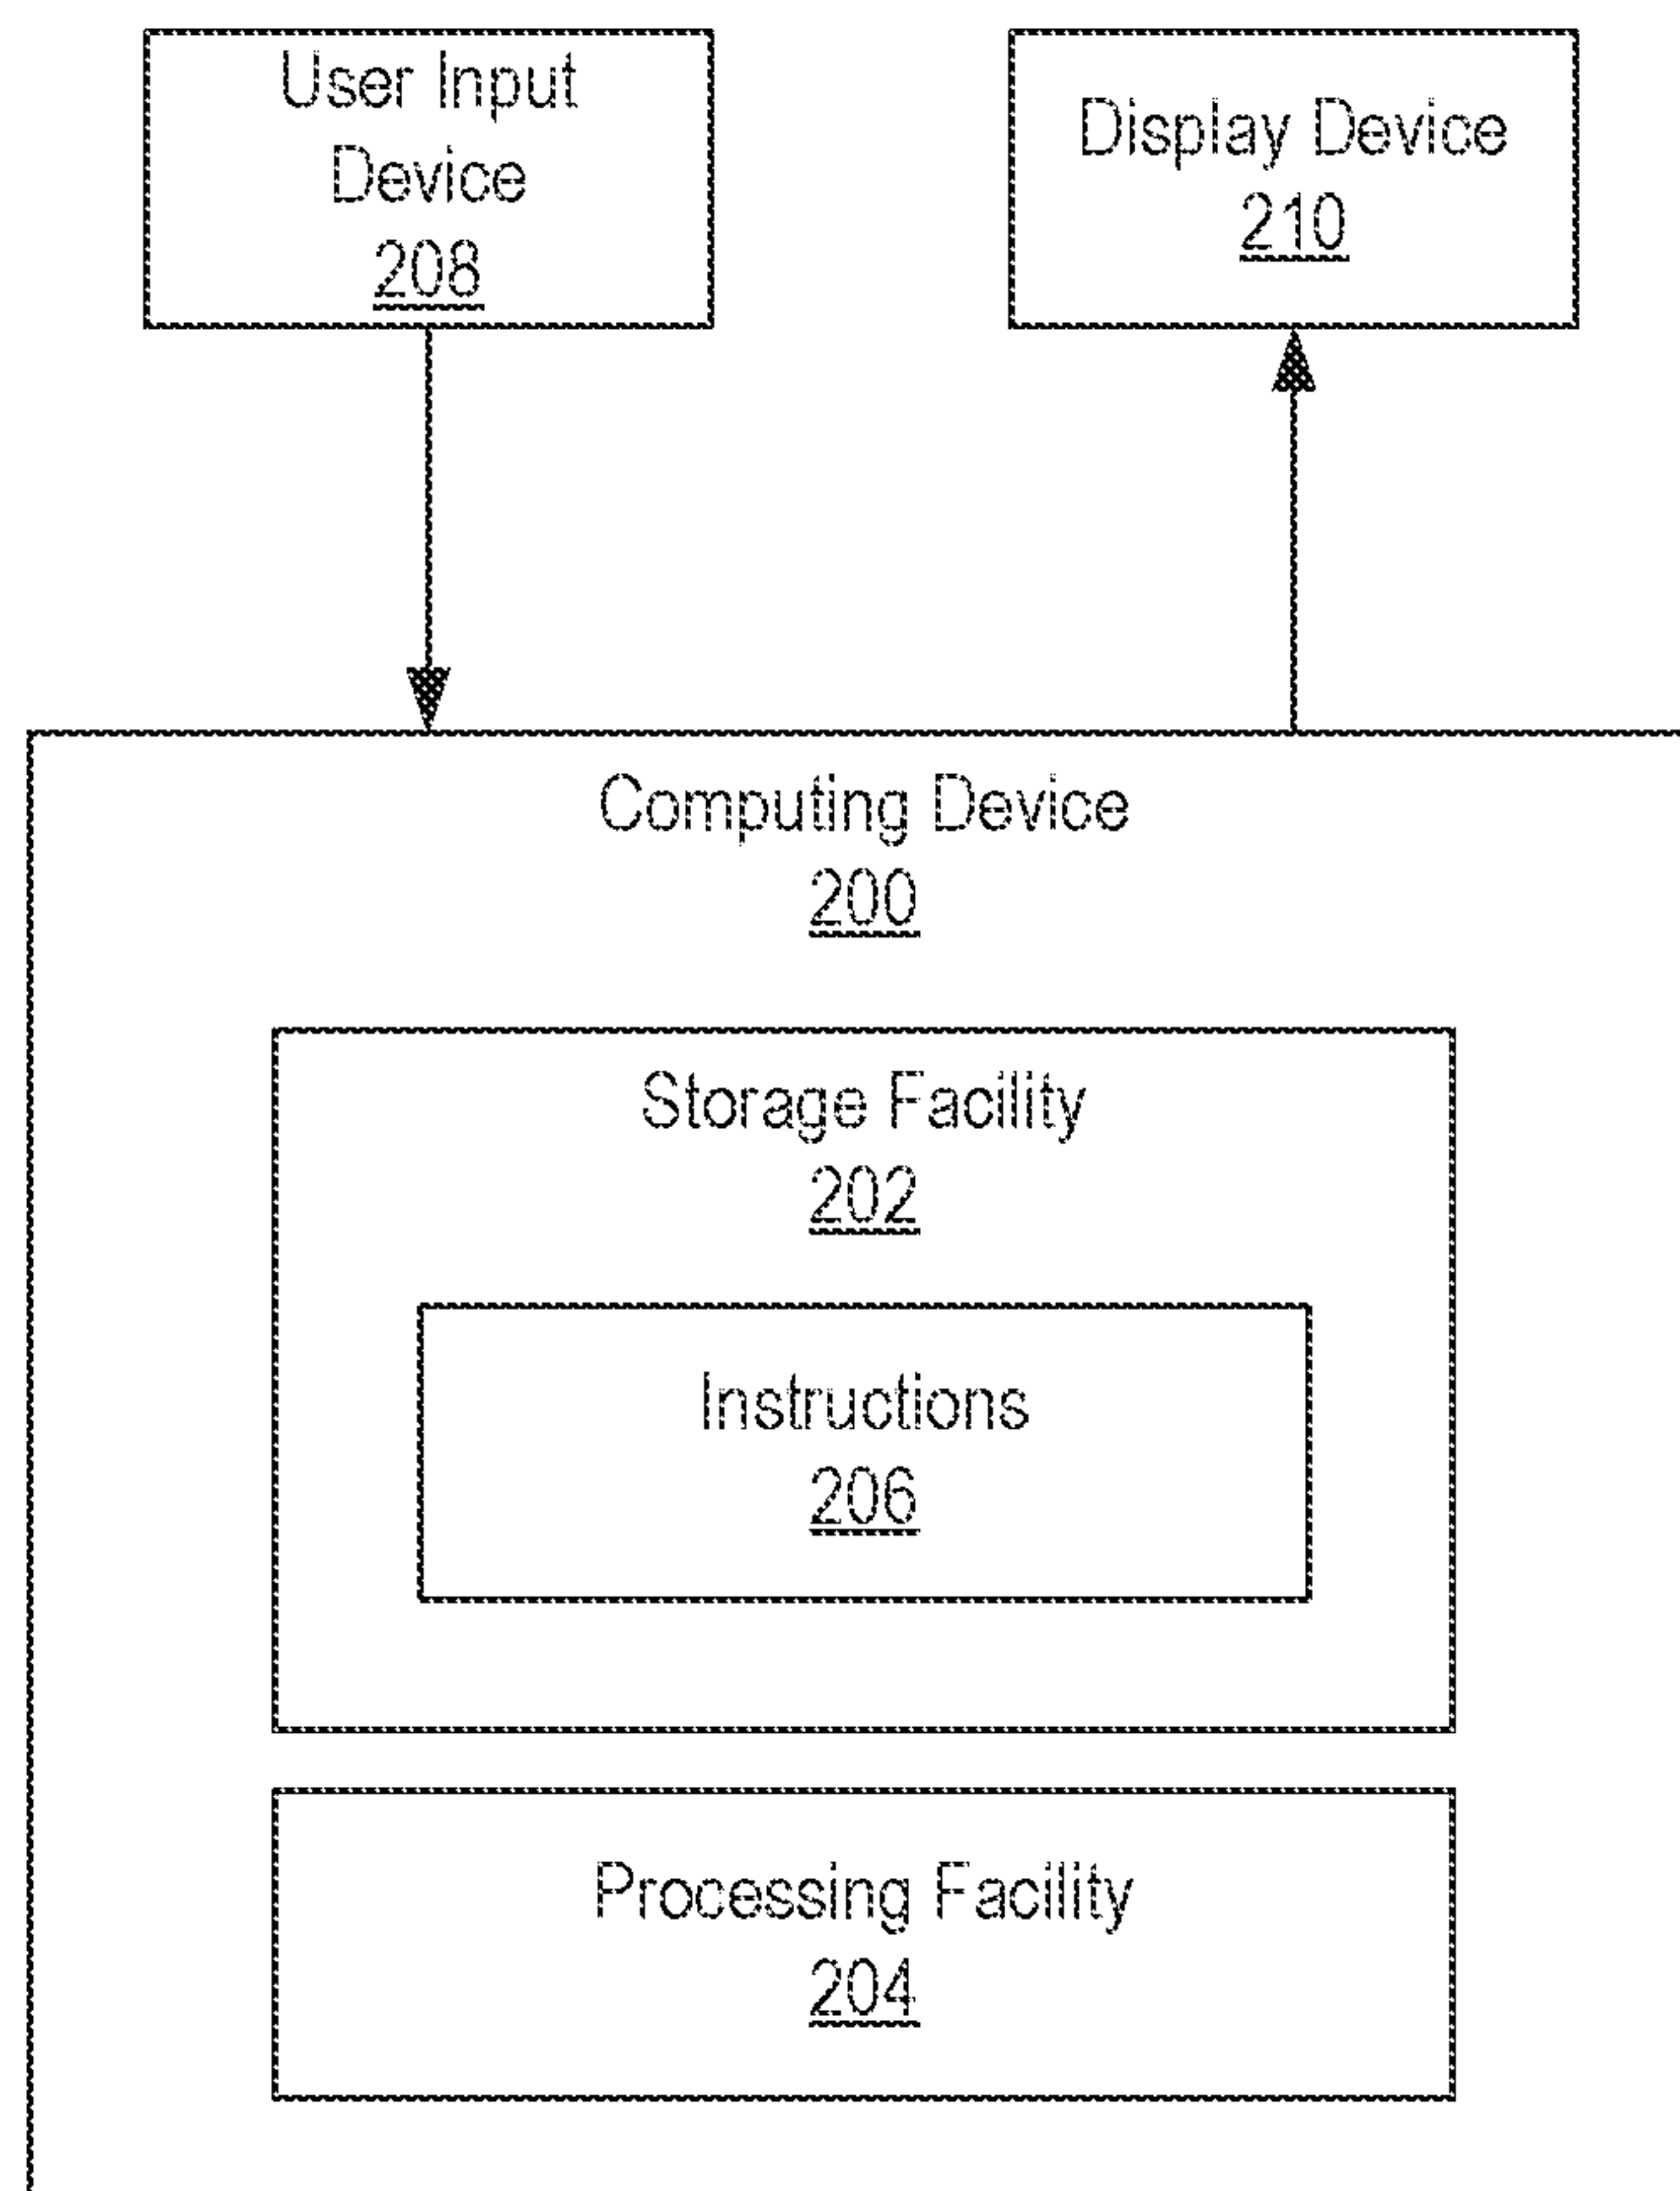 User Input
Device
208
Display Device
210
Computing Device
200
Storage Facility
202
Instructions
206
Processing Facility
204